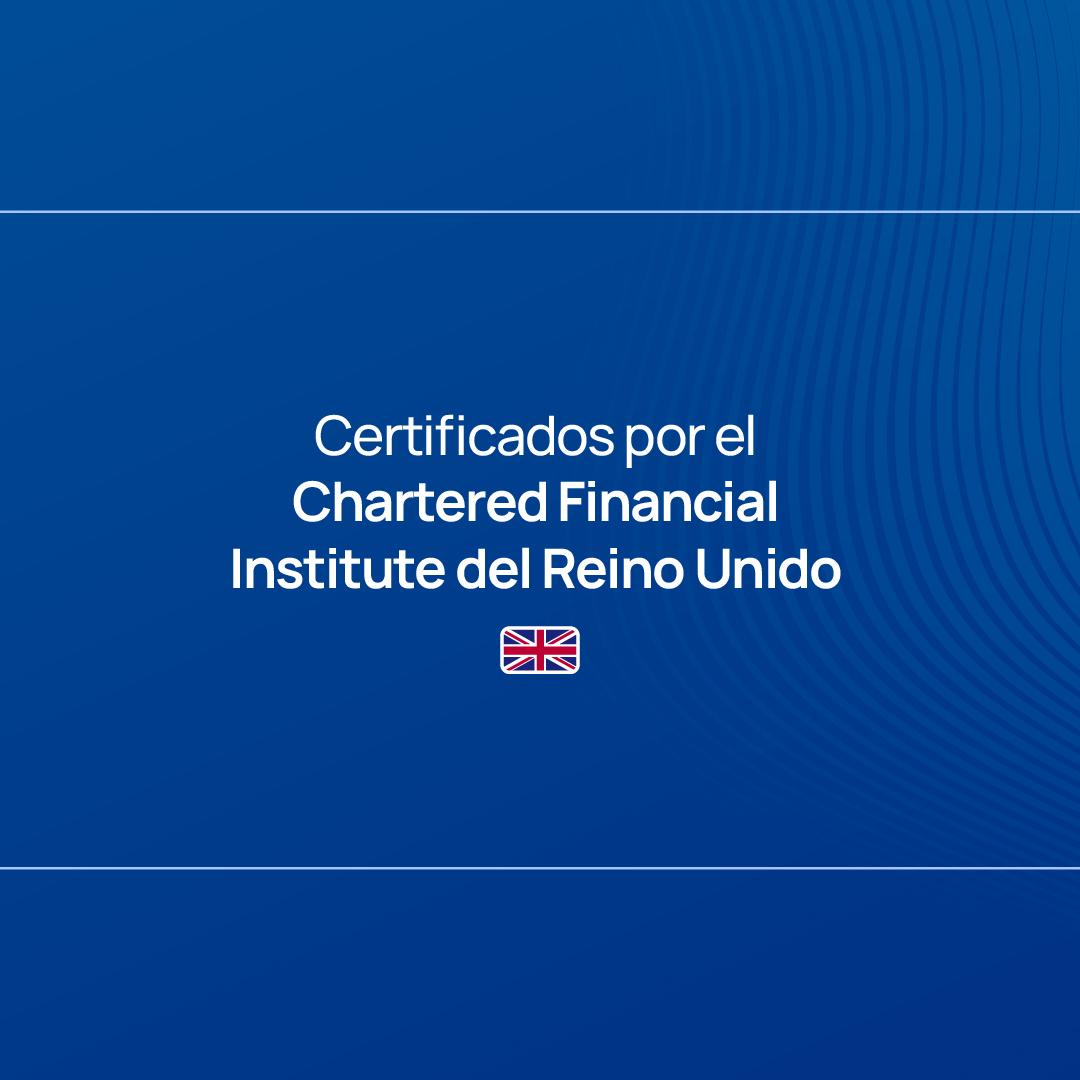 Certificados por el
Chartered Financial
Institute del Reino Unido